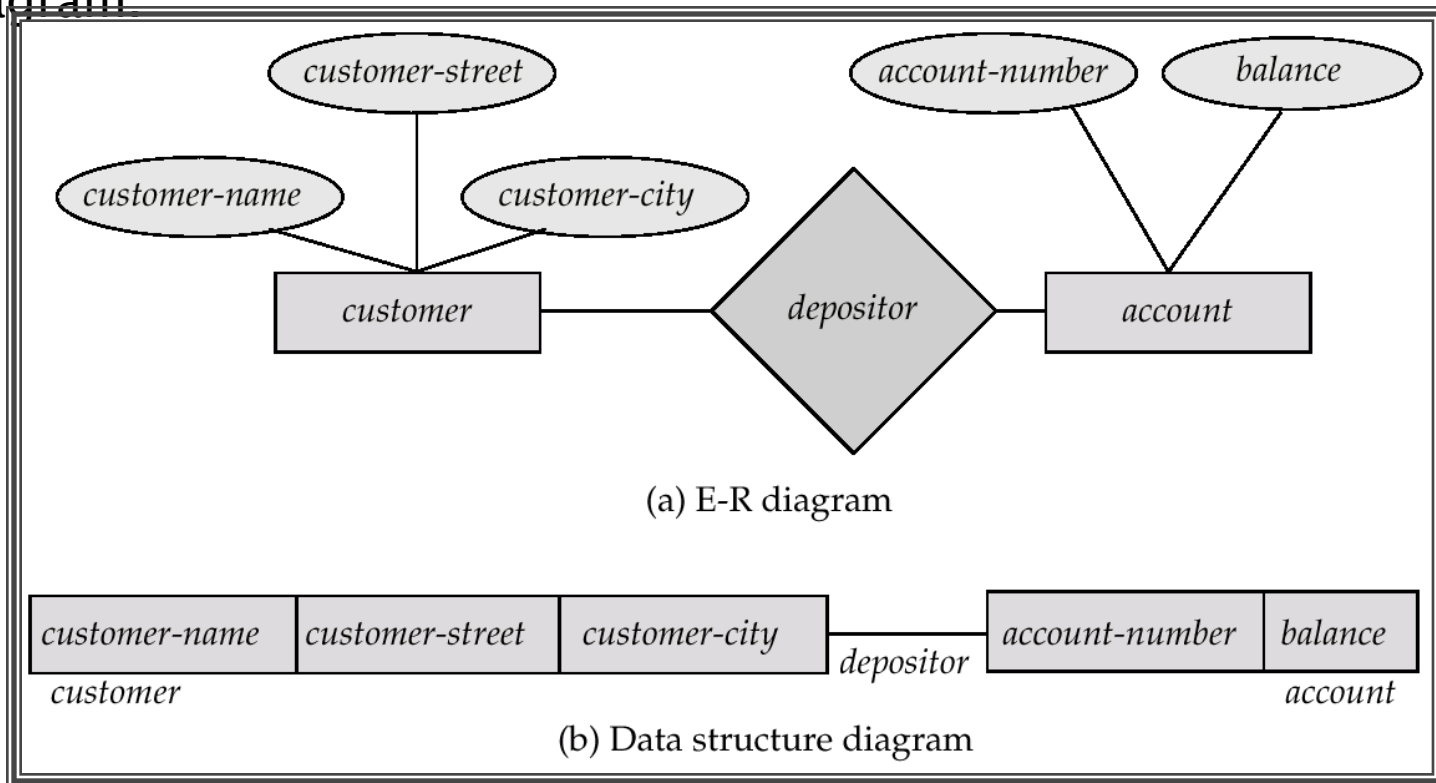 agram.
customer-street
account-number
balance
customer-name
customer-city
customer
depositor
account
(a) E-R diagram
customer-name customer-street customer-city account-number balance
depositor
customer
account
(b) Data structure diagram